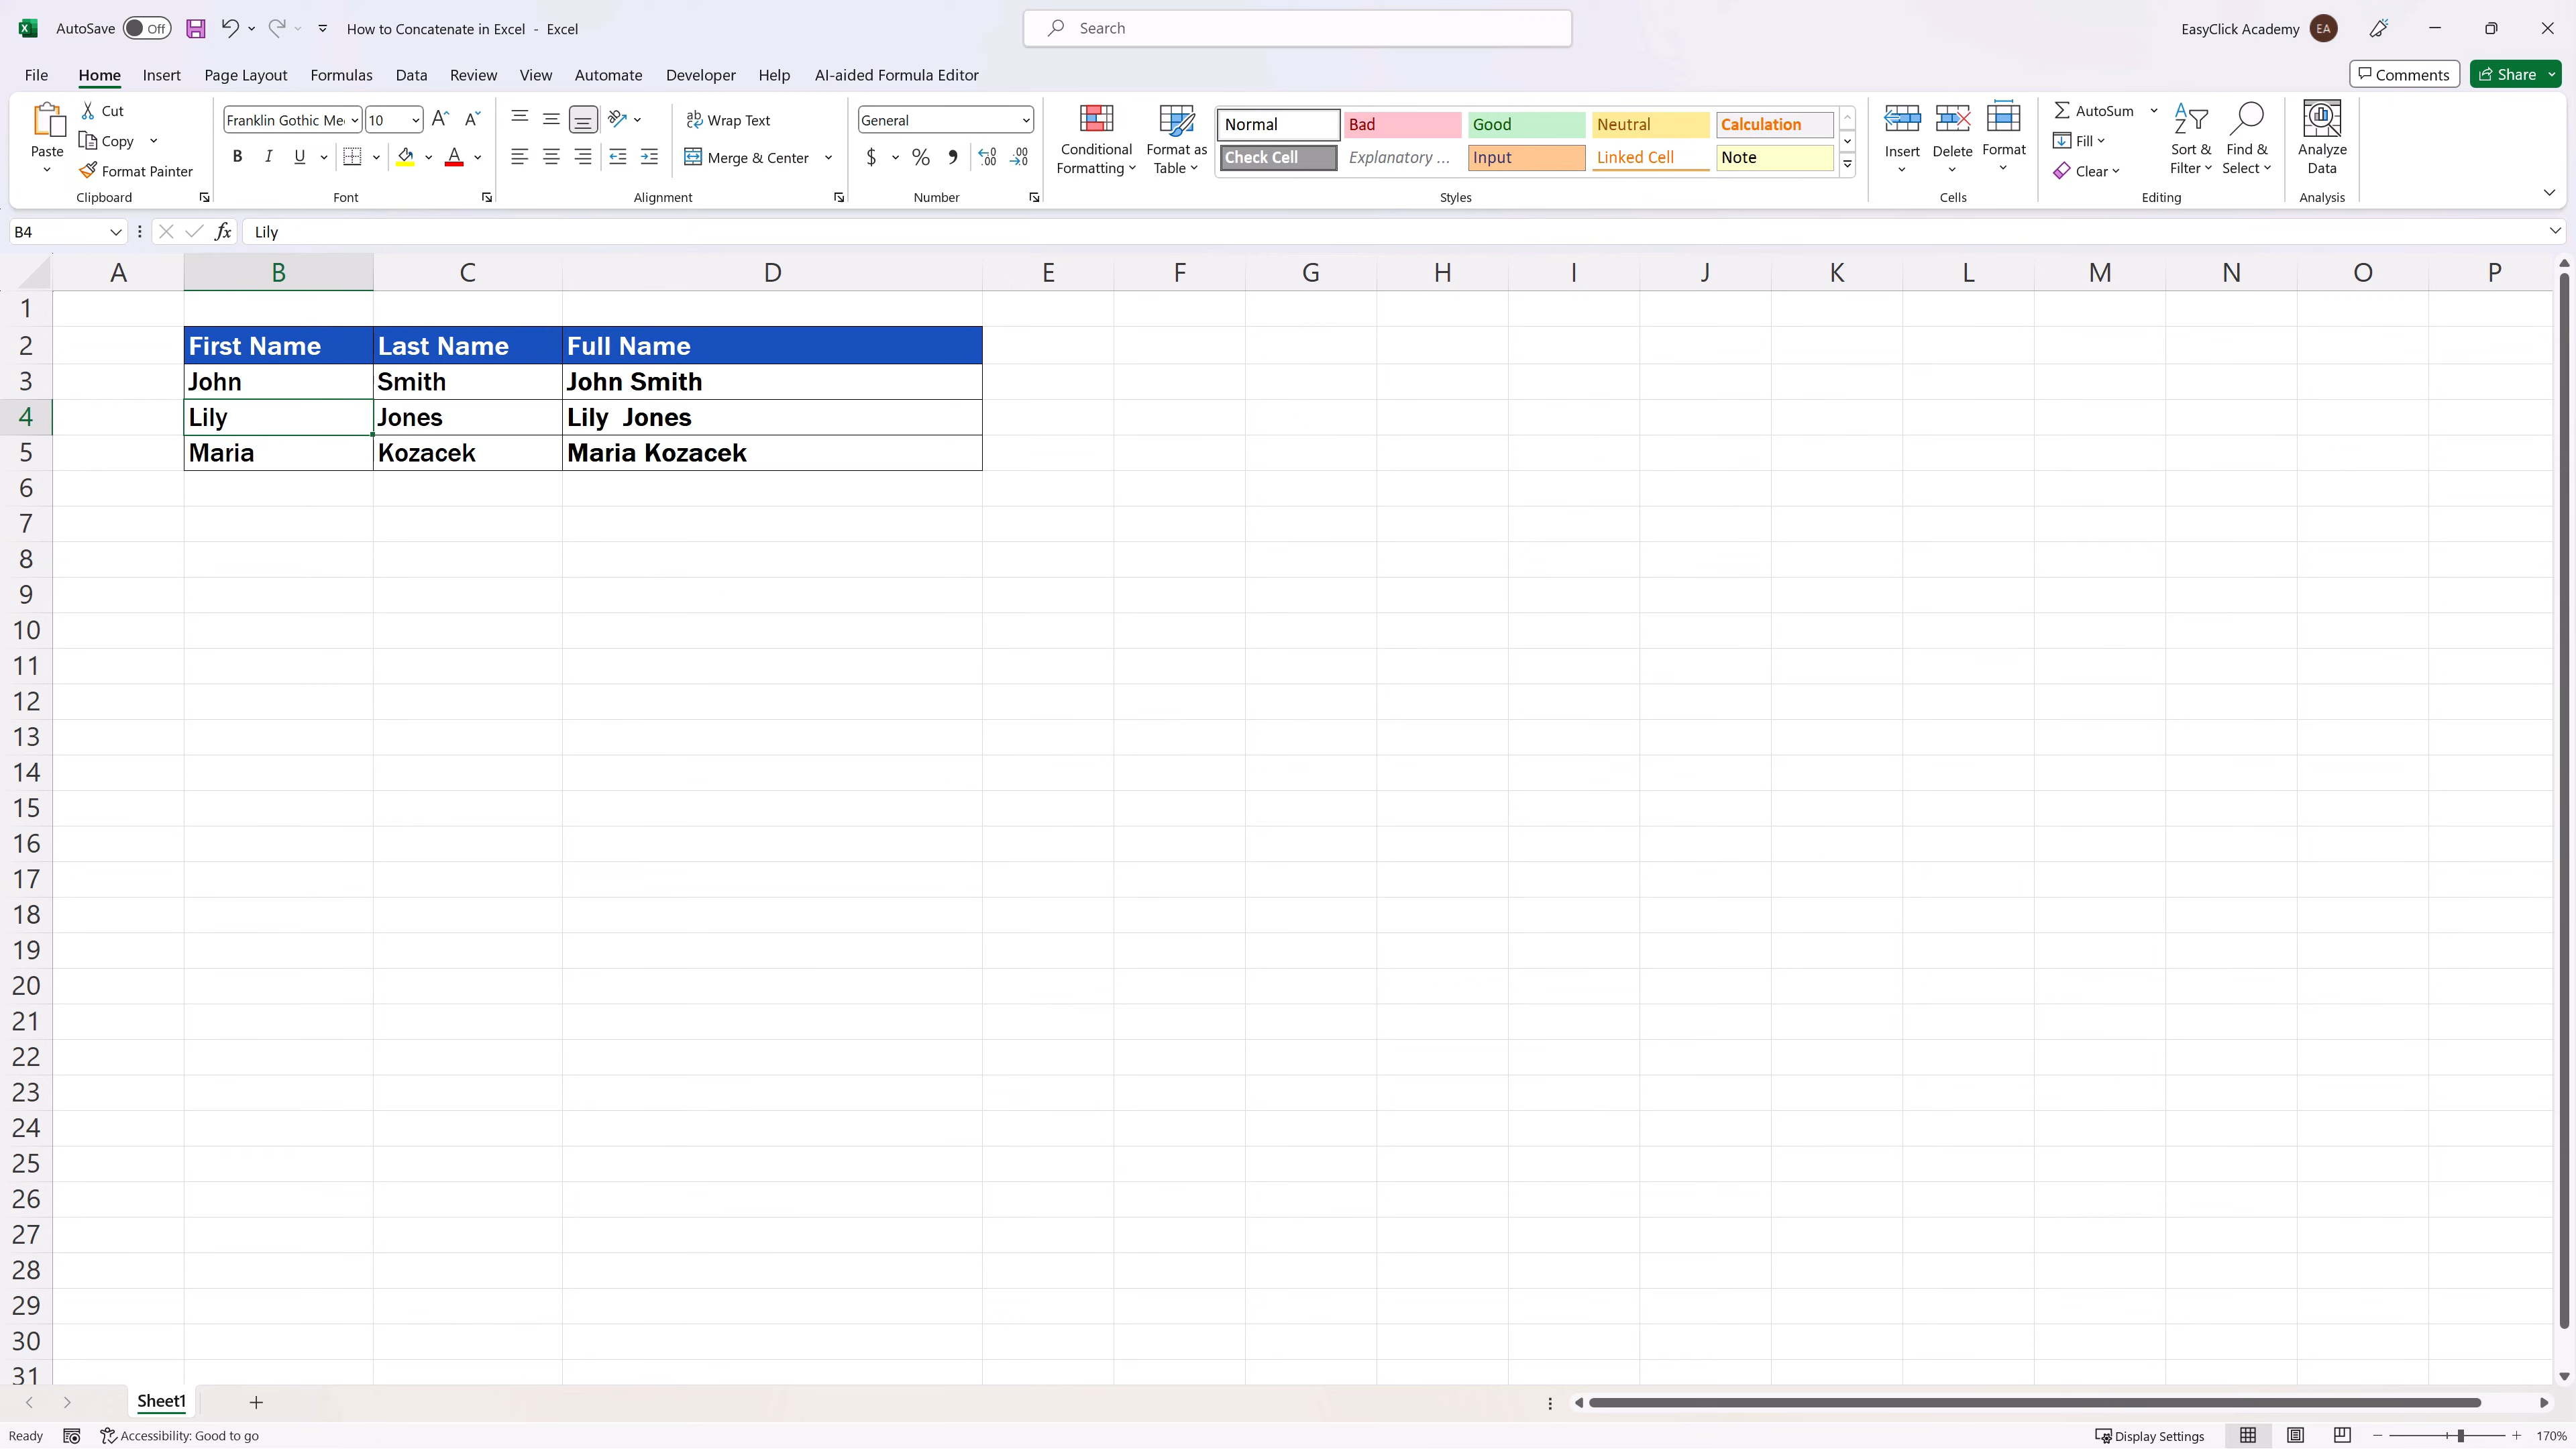 AutoSave Off How to Concatenate in Excel - Excel Search EasyClick Academy EA
File Home Insert Page Layout Formulas Data Review View Automate Developer Help AI-aided Formula Editor Comments Share
Paste Cut Copy Format Painter Clipboard
Franklin Gothic Me 10 A A B I U A Font
ab Wrap Text Merge & Center Alignment
General $ % 9 .00 .00 Number
Conditional Formatting Format as Table
Normal Bad Good Neutral Calculation
Check Cell Explanatory ... Input Linked Cell Note
Styles
Insert Delete Format Cells
AutoSum Fill Clear Sort & Filter Find & Select Editing
Analyze Data Analysis
B4 fx Lily
A B C D E F G H I J K L M N O P
1
2 First Name Last Name Full Name
3 John Smith John Smith
4 Lily Jones Lily  Jones
5 Maria Kozacek Maria Kozacek
6
7
8
9
10
11
12
13
14
15
16
17
18
19
20
21
22
23
24
25
26
27
28
29
30
31
Sheet1
Ready Accessibility: Good to go Display Settings 170%